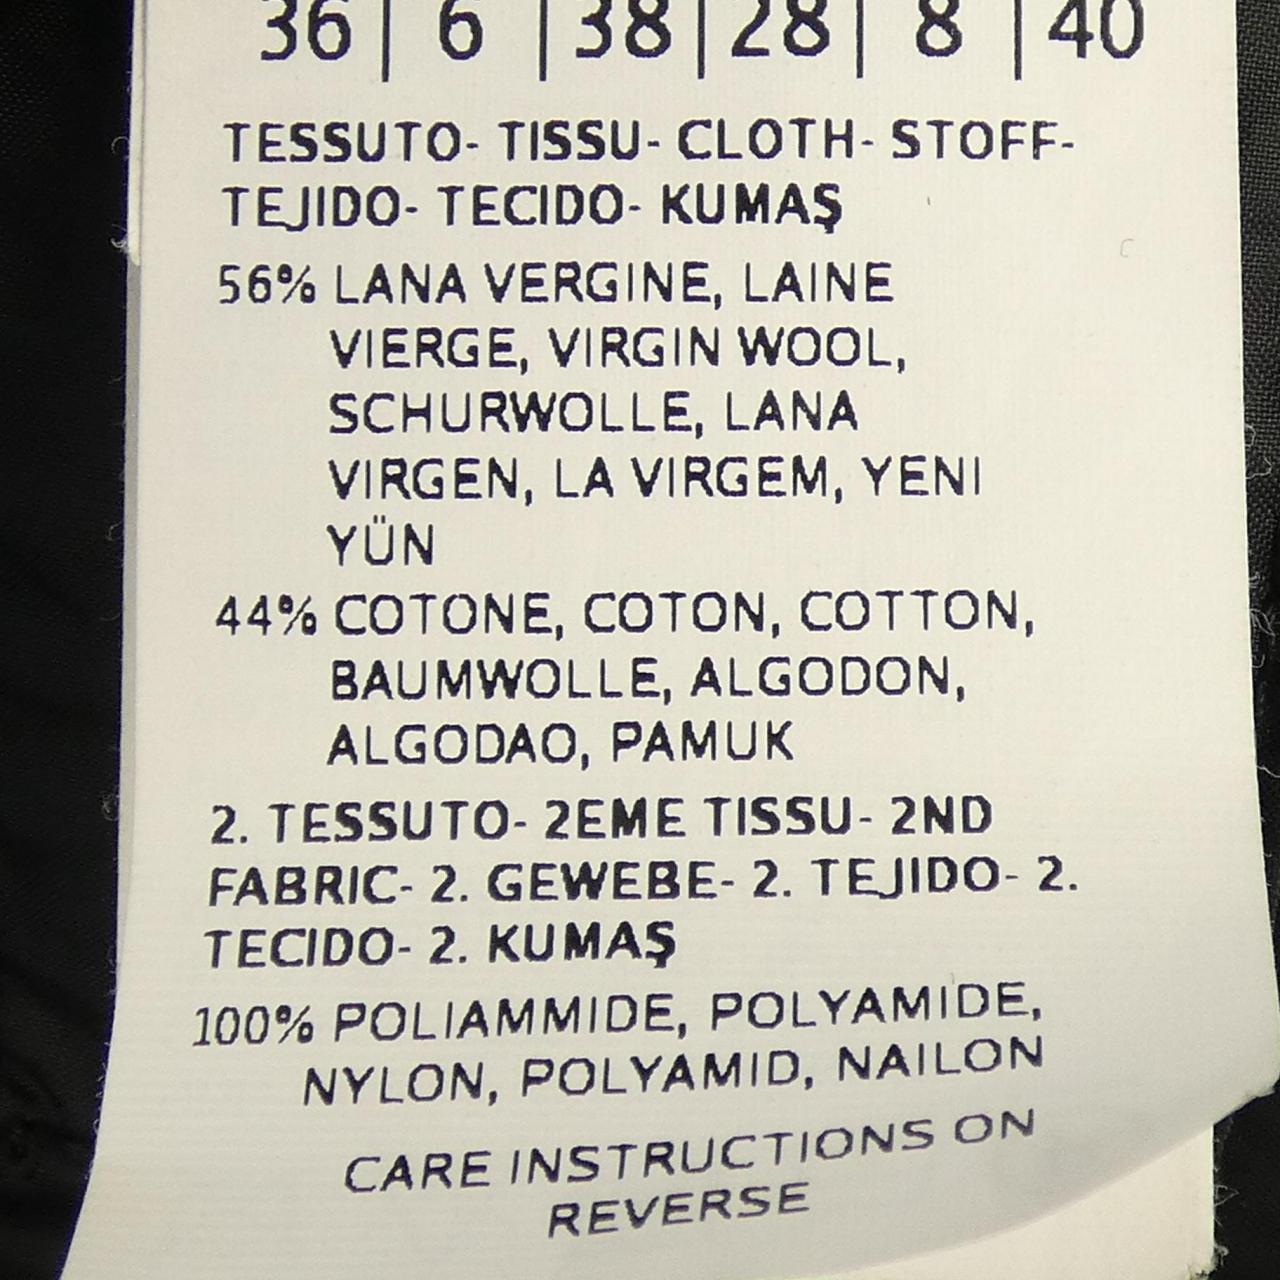 36 | 6 | 38 | 28 | 8 | 40
TESSUTO- TISSU- CLOTH- STOFF-
TEJIDO- TECIDO- KUMAŞ
56% LANA VERGINE, LAINE
VIERGE, VIRGIN WOOL,
SCHURWOLLE, LANA
VIRGEN, LA VIRGEM, YENI
YÜN
44% COTONE, COTON, COTTON,
BAUMWOLLE, ALGODON,
ALGODAO, PAMUK
2. TESSUTO- 2EME TISSU- 2ND
FABRIC- 2. GEWEBE- 2. TEJIDO- 2.
TECIDO- 2. KUMAŞ
100% POLIAMMIDE, POLYAMIDE,
NYLON, POLYAMID, NAILON
CARE INSTRUCTIONS ON
REVERSE